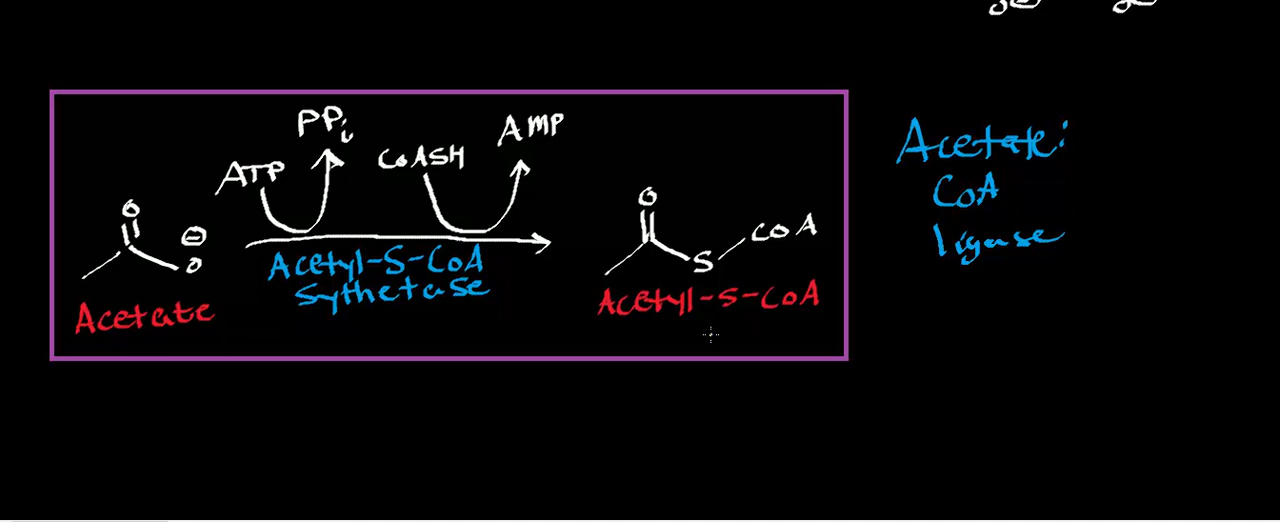 PPi
AMP
ATP
CoASH
O
O
CoA
S
O
Acetyl-S-CoA
Sythetase
Acetate
Acetyl-S-CoA
Acetate:
CoA
ligase